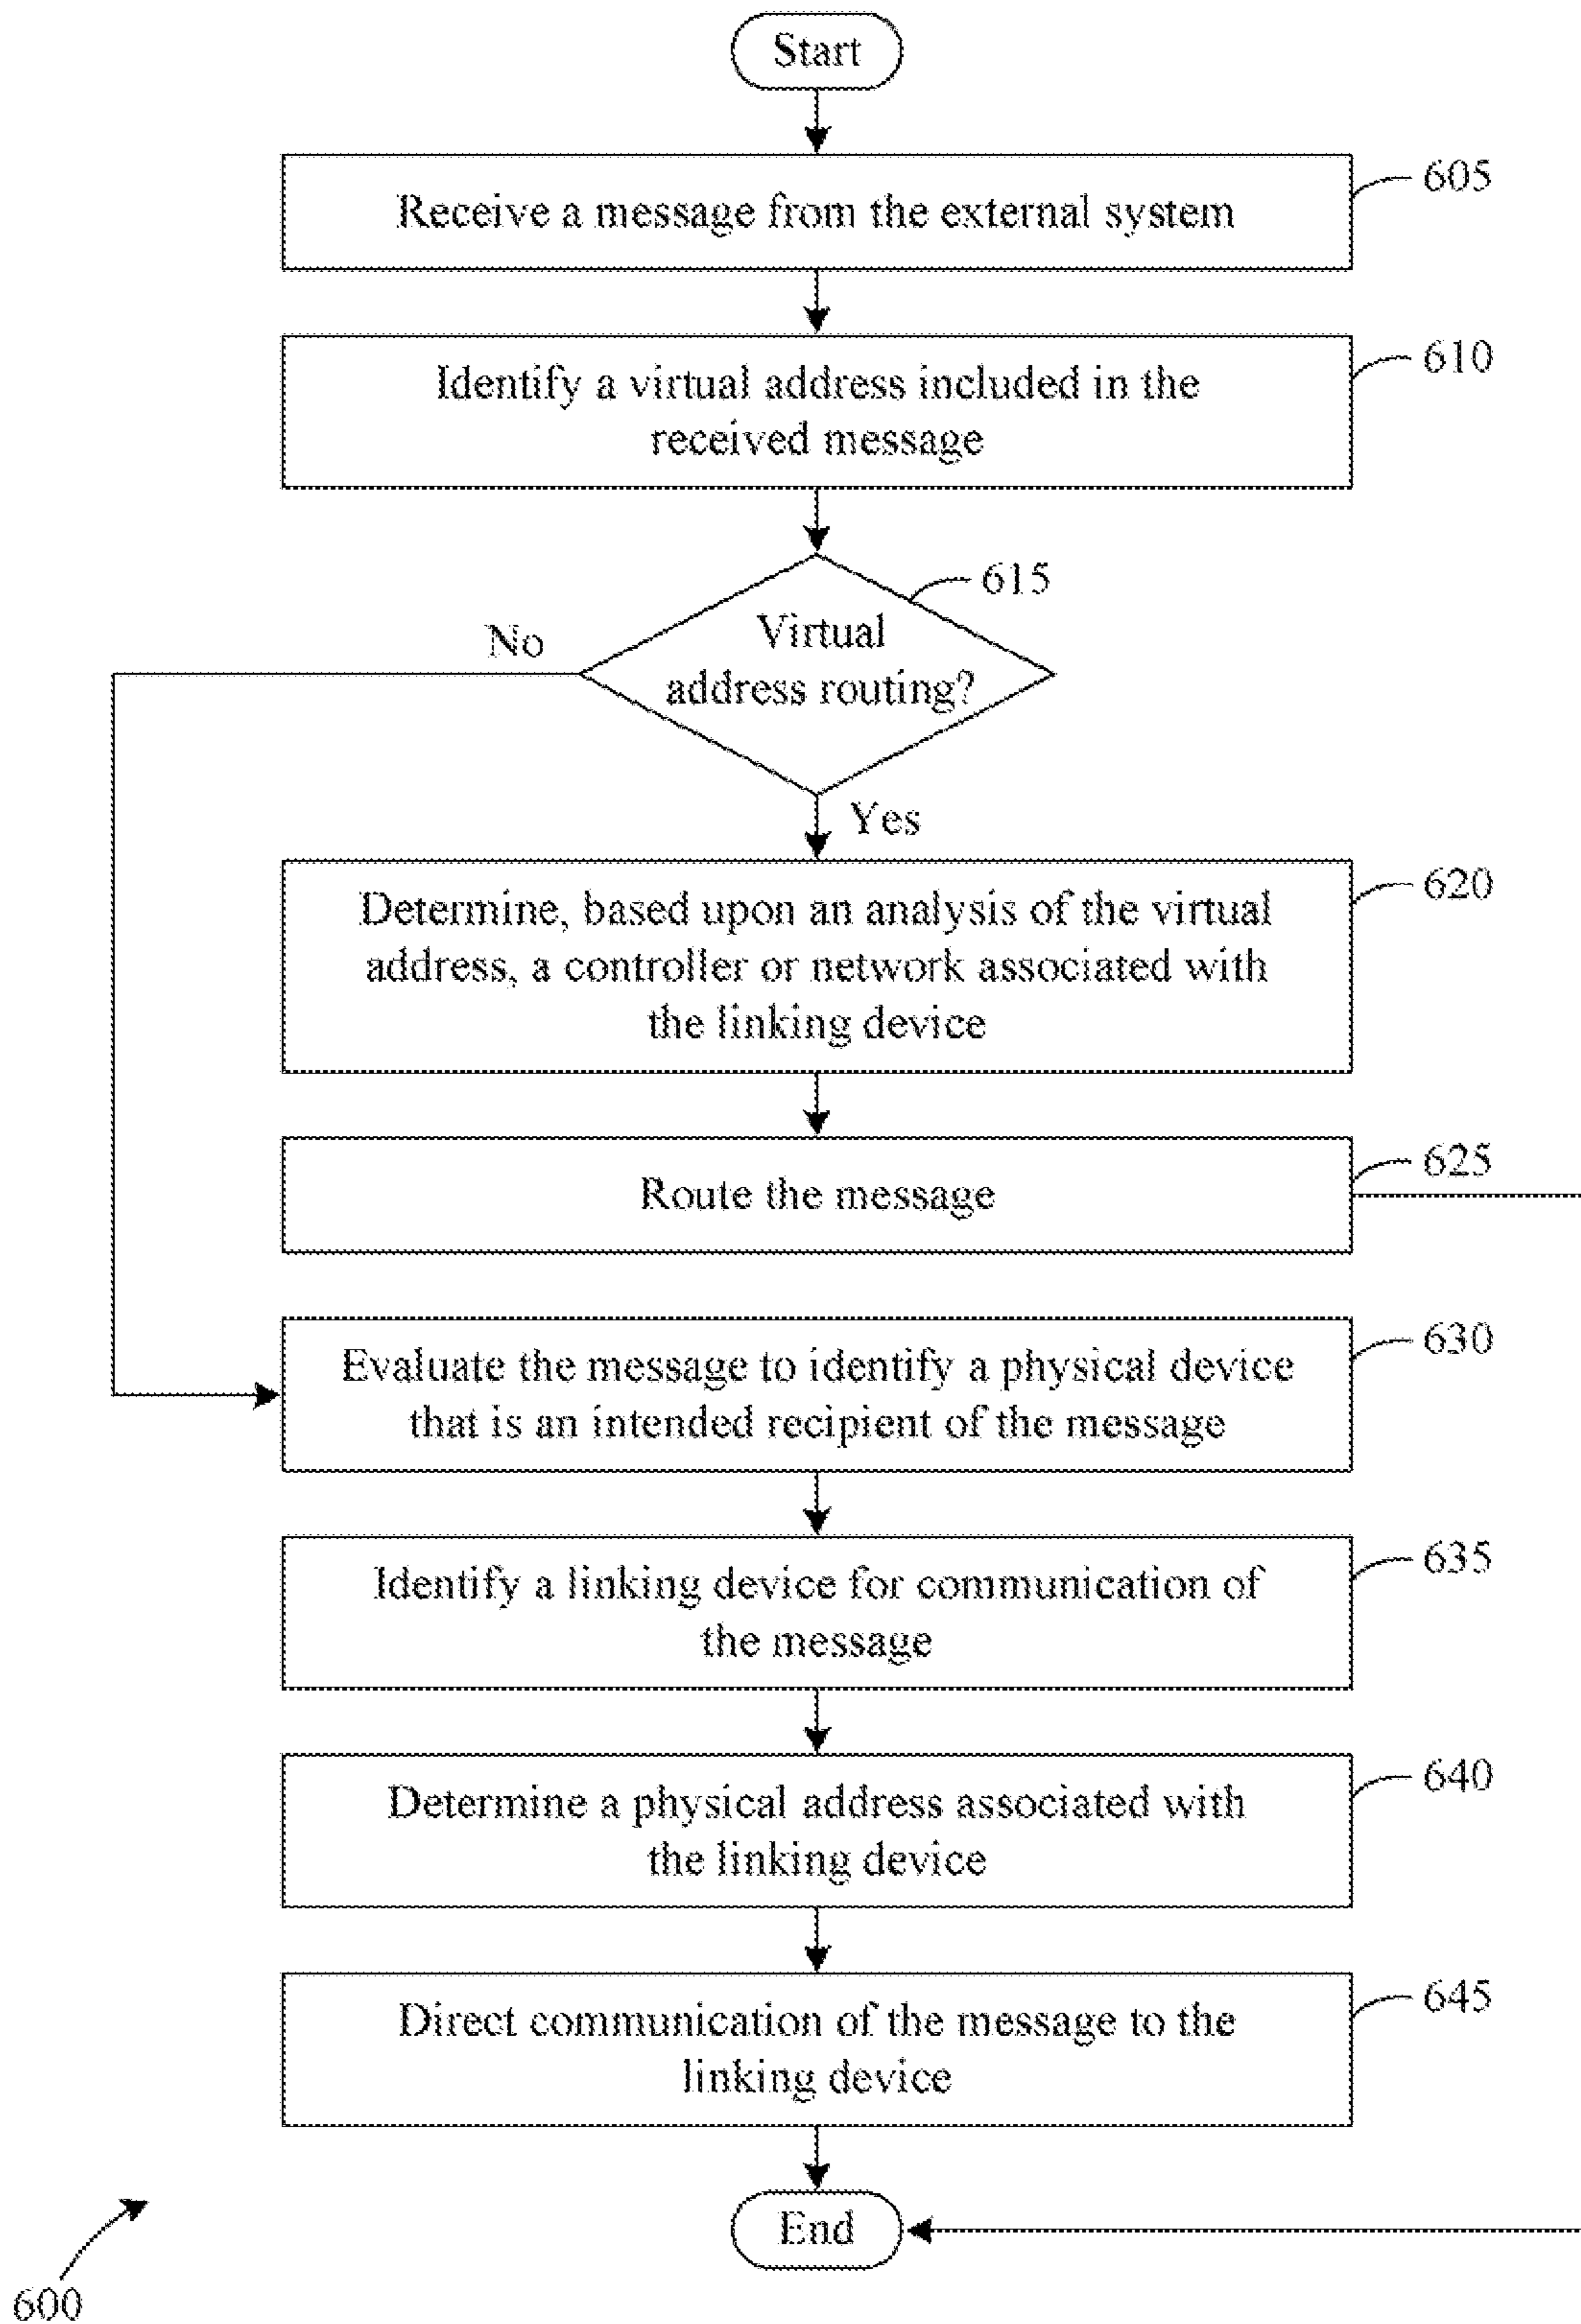 Start
605
Receive a message from the external system
610
Identify a virtual address included in the
received message
615
No
Virtual
address routing?
Yes
620
Determine, based upon an analysis of the virtual
address, a controller or network associated with
the linking device
625
Route the message
630
Evaluate the message to identify a physical device
that is an intended recipient of the message
635
Identify a linking device for communication of
the message
640
Determine a physical address associated with
the linking device
645
Direct communication of the message to the
linking device
End
600